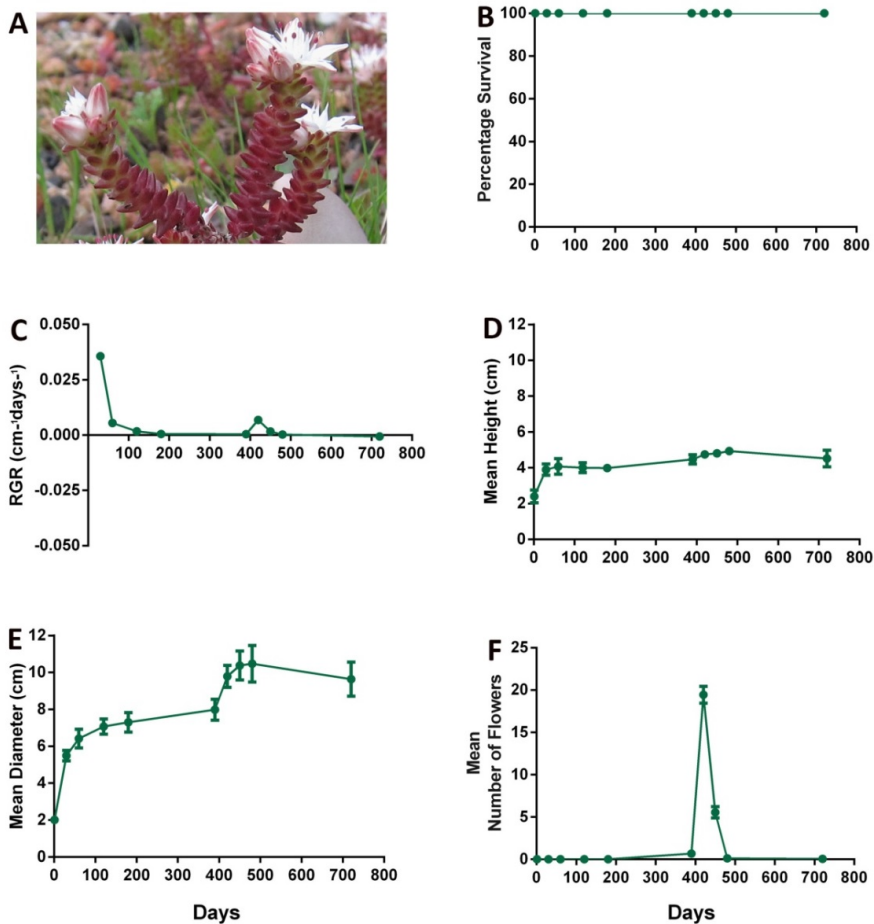 A
B
Percentage Survival
100
80
60
40
20
0
0 100 200 300 400 500 600 700 800
C
RGR (cm-¹days-¹)
0.050
0.025
0.000
-0.025
-0.050
100 200 300 400 500 600 700 800
D
Mean Height (cm)
12
10
8
6
4
2
0
0 100 200 300 400 500 600 700 800
E
Mean Diameter (cm)
12
10
8
6
4
2
0
0 100 200 300 400 500 600 700 800
Days
F
Mean
Number of Flowers
25
20
15
10
5
0
0 100 200 300 400 500 600 700 800
Days